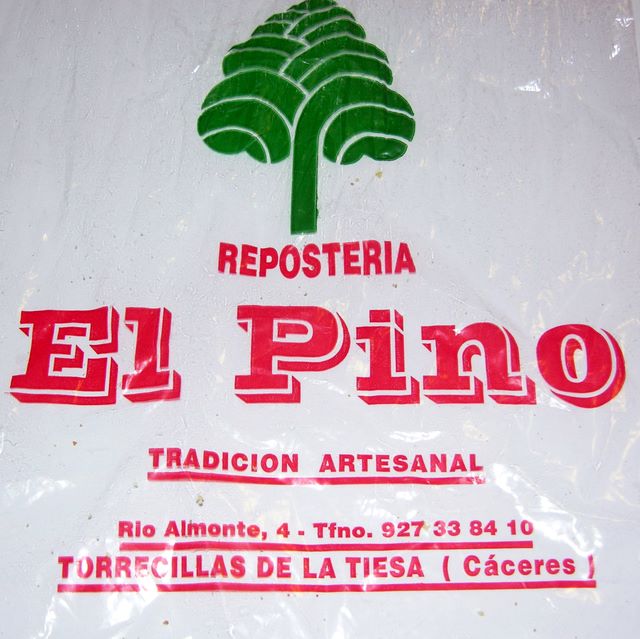 REPOSTERIA
El Pino
TRADICION ARTESANAL
Rio Almonte, 4 - Tfno. 927 33 84 10
TORRECILLAS DE LA TIESA ( Cáceres )